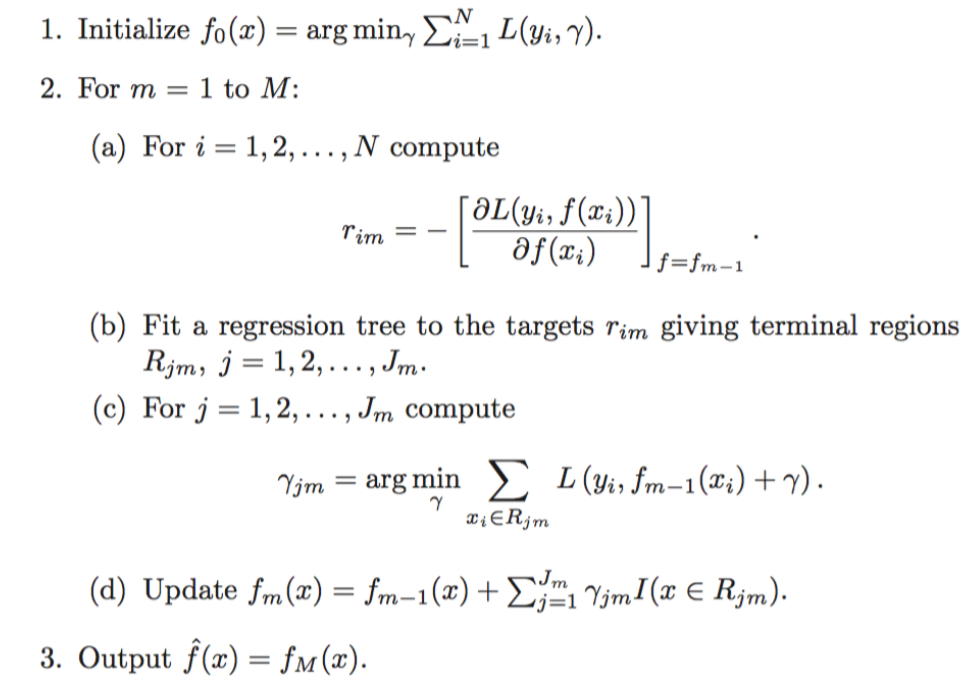 1. Initialize f₀(x) = arg min_γ ∑_{i=1}^{N} L(y_i, γ).
2. For m = 1 to M:
(a) For i = 1, 2, . . . , N compute
r_{im} = − [∂L(y_i, f(x_i)) / ∂f(x_i)]_{f=f_{m−1}} .
(b) Fit a regression tree to the targets r_{im} giving terminal regions
R_{jm}, j = 1, 2, . . . , J_m.
(c) For j = 1, 2, . . . , J_m compute
γ_{jm} = arg min_γ ∑_{x_i∈R_{jm}} L (y_i, f_{m−1}(x_i) + γ) .
(d) Update f_m(x) = f_{m−1}(x) + ∑_{j=1}^{J_m} γ_{jm} I(x ∈ R_{jm}).
3. Output f̂(x) = f_M(x).